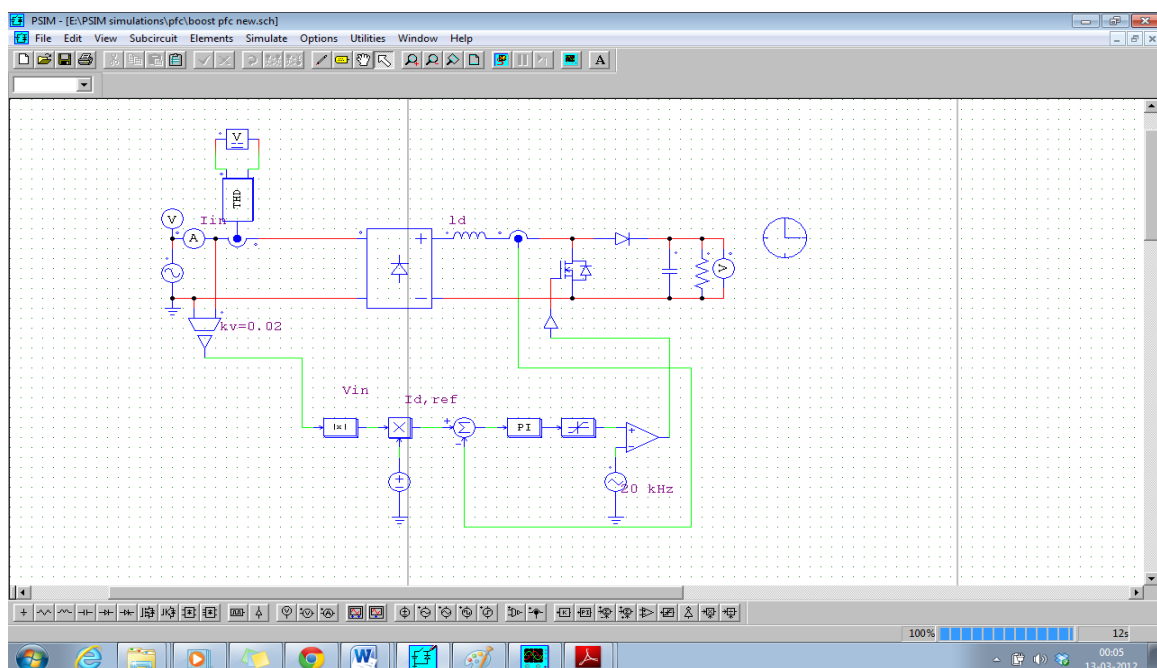 PSIM - [E:\PSIM simulations\pfc\boost pfc new.sch]
File Edit View Subcircuit Elements Simulate Options Utilities Window Help
A
V
THD
V
Iin
A
ld
V
kv=0.02
Vin
Id,ref
|x|
PI
20 kHz
K
PI
100%
12s
W
00:05
13-03-2012